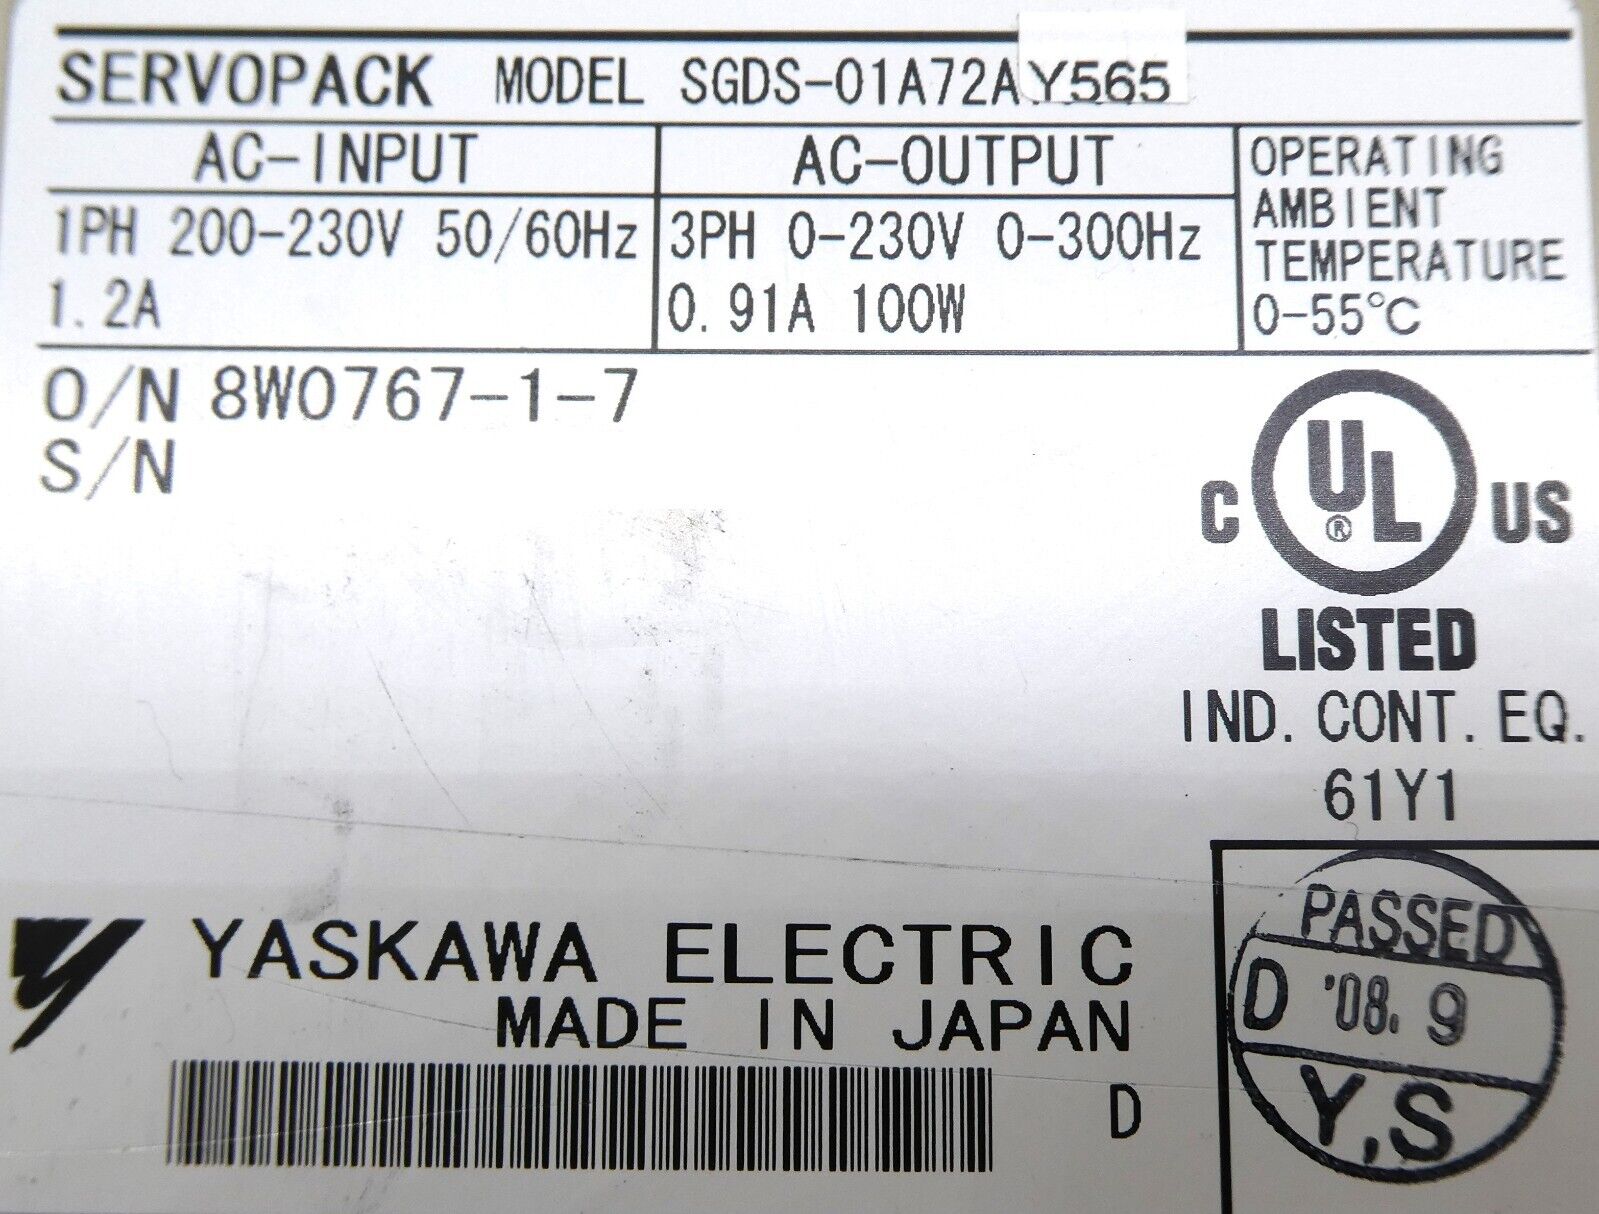 SERVOPACK MODEL SGDS-01A72AY565
AC-INPUT
1PH 200-230V 50/60Hz
1.2A
AC-OUTPUT
3PH 0-230V 0-300Hz
0.91A 100W
OPERATING
AMBIENT
TEMPERATURE
0-55°C
O/N 8W0767-1-7
S/N
C UL® US
LISTED
IND. CONT. EQ.
61Y1
YASKAWA ELECTRIC
MADE IN JAPAN
D
PASSED
D '08. 9
Y,S